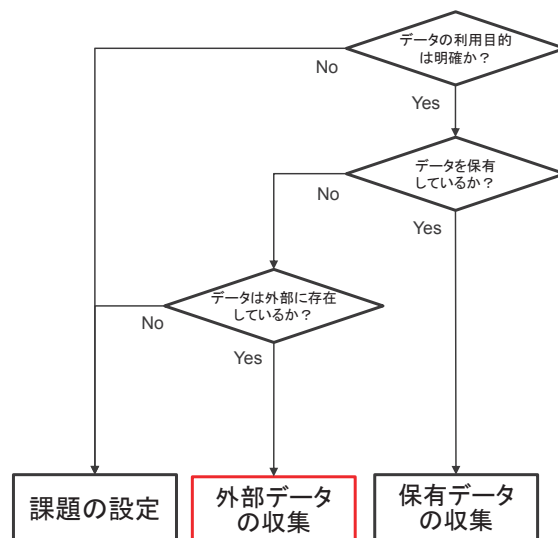 データの利用目的
は明確か？
No
Yes
データを保有
しているか？
No
Yes
データは外部に存在
しているか？
No
Yes
課題の設定
外部データ
の収集
保有データ
の収集